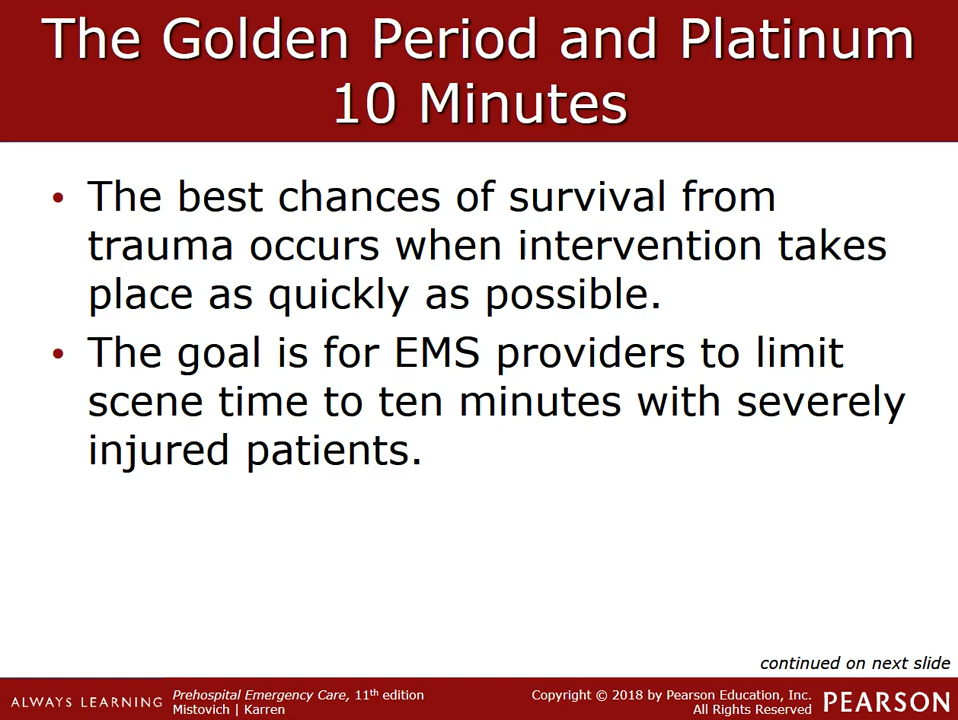 The Golden Period and Platinum
10 Minutes
• The best chances of survival from
trauma occurs when intervention takes
place as quickly as possible.
• The goal is for EMS providers to limit
scene time to ten minutes with severely
injured patients.
continued on next slide
ALWAYS LEARNING
Prehospital Emergency Care, 11th edition
Mistovich | Karren
Copyright © 2018 by Pearson Education, Inc.
All Rights Reserved
PEARSON